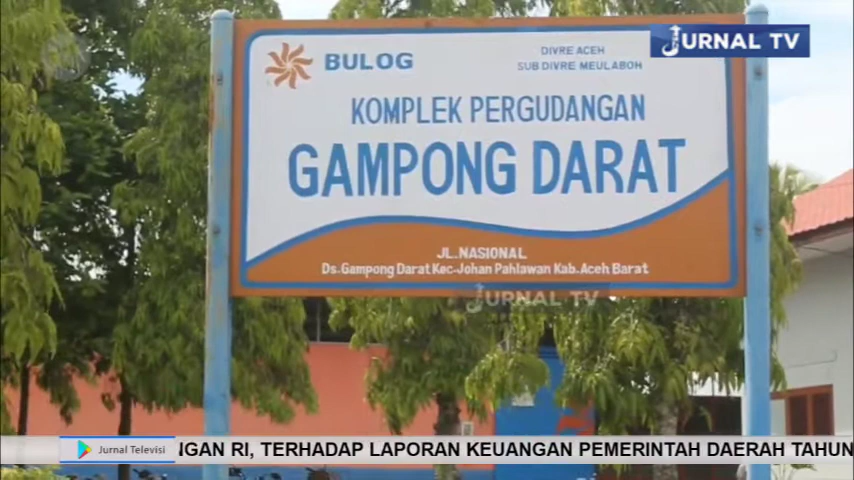 JURNAL TV
BULOG
DIVRE ACEH
SUB DIVRE MEULABOH
KOMPLEK PERGUDANGAN
GAMPONG DARAT
JL.NASIONAL
Ds.Gampong Darat Kec-Johan Pahlawan Kab.Aceh Barat
JURNAL TV
Jurnal Televisi
NGAN RI, TERHADAP LAPORAN KEUANGAN PEMERINTAH DAERAH TAHUN